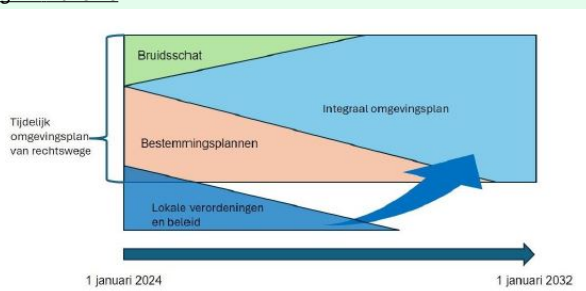 Bruidsschat
Integraal omgevingsplan
Tijdelijk
omgevingsplan
van rechtswege
Bestemmingsplannen
Lokale verordeningen
en beleid
1 januari 2024
1 januari 2032